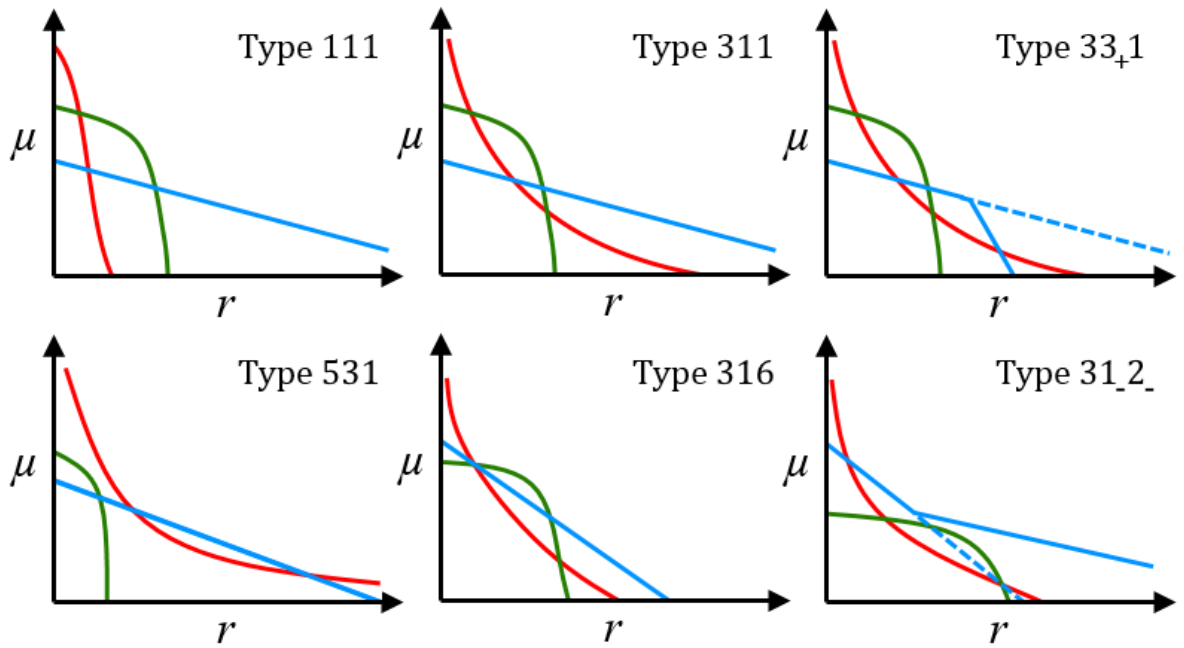 Type 111
μ
r
Type 311
μ
r
Type 33₊1
μ
r
Type 531
μ
r
Type 316
μ
r
Type 31₋2₋
μ
r